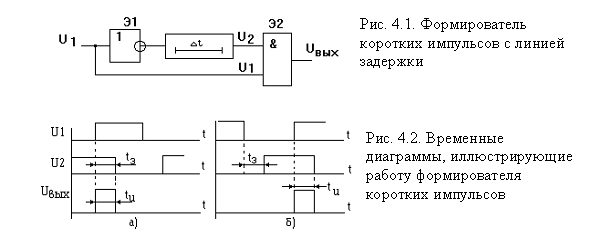 Э1
Э2
U1
1
Δt
U2
&
U1
Uвых
Рис. 4.1. Формирователь
коротких импульсов с линией
задержки
U1
t
t
U2
tз
t
tз
t
Uвых
tи
t
tи
t
а)
б)
Рис. 4.2. Временные
диаграммы, иллюстрирующие
работу формирователя
коротких импульсов